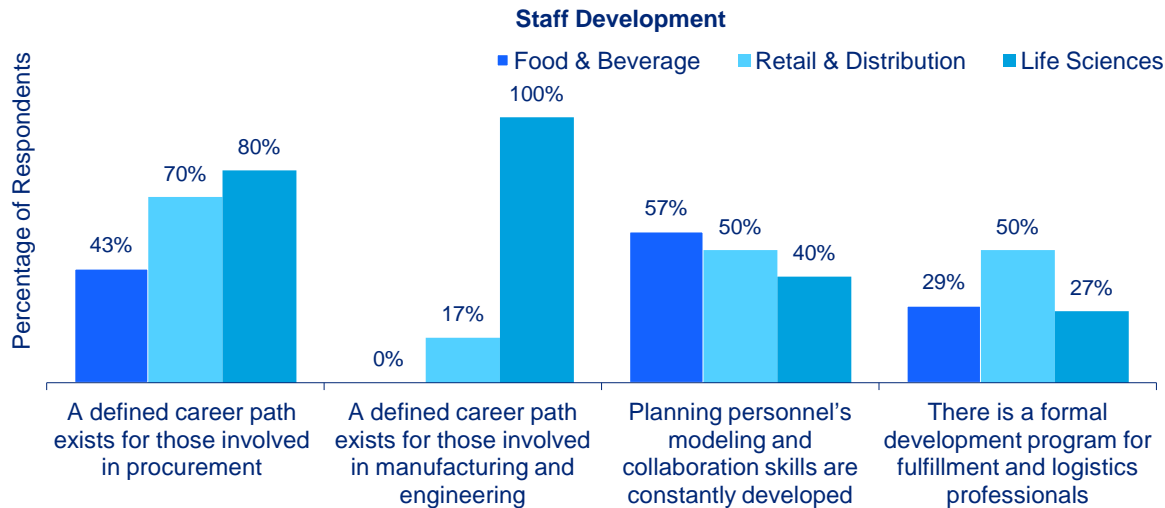 Staff Development
Food & Beverage
Retail & Distribution
Life Sciences
Percentage of Respondents
43%
70%
80%
0%
17%
100%
57%
50%
40%
29%
50%
27%
A defined career path
exists for those involved
in procurement
A defined career path
exists for those involved
in manufacturing and
engineering
Planning personnel’s
modeling and
collaboration skills are
constantly developed
There is a formal
development program for
fulfillment and logistics
professionals